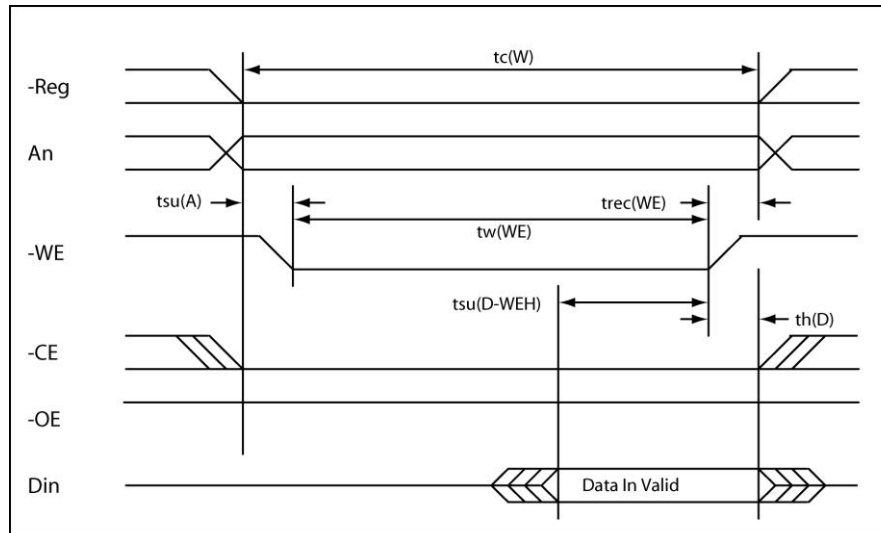 tc(W)
-Reg
An
tsu(A)
trec(WE)
tw(WE)
-WE
tsu(D-WEH)
th(D)
-CE
-OE
Din
Data In Valid